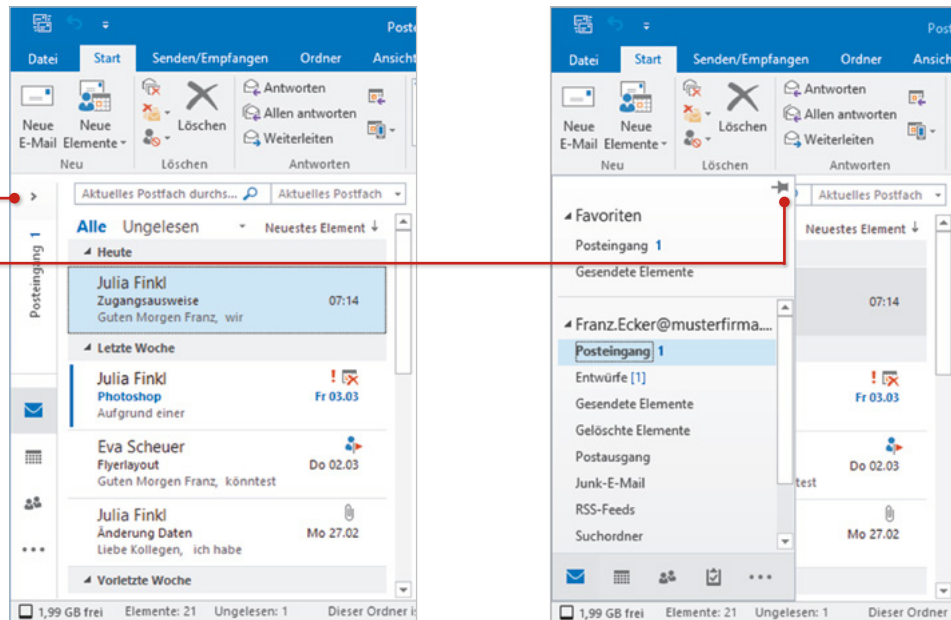 Poste
Datei Start Senden/Empfangen Ordner Ansicht
Neue E-Mail
Neue Elemente
Löschen
Antworten
Allen antworten
Weiterleiten
Neu Löschen Antworten
Aktuelles Postfach durchs... Aktuelles Postfach
Alle Ungelesen Neuestes Element ↓
Posteingang 1
Heute
Julia Finkl
Zugangsausweise 07:14
Guten Morgen Franz, wir
Letzte Woche
Julia Finkl
Photoshop Fr 03.03
Aufgrund einer
Eva Scheuer
Flyerlayout Do 02.03
Guten Morgen Franz, könntest
Julia Finkl
Änderung Daten Mo 27.02
Liebe Kollegen, ich habe
Vorletzte Woche
1,99 GB frei Elemente: 21 Ungelesen: 1 Dieser Ordner i
Post
Datei Start Senden/Empfangen Ordner Ansich
Neue E-Mail
Neue Elemente
Löschen
Antworten
Allen antworten
Weiterleiten
Neu Löschen Antworten
Aktuelles Postfach
Neuestes Element ↓
Favoriten
Posteingang 1
Gesendete Elemente
Franz.Ecker@musterfirma....
Posteingang 1
Entwürfe [1]
Gesendete Elemente
Gelöschte Elemente
Postausgang
Junk-E-Mail
RSS-Feeds
Suchordner
07:14
Fr 03.03
Do 02.03
test
Mo 27.02
1,99 GB frei Elemente: 21 Ungelesen: 1 Dieser Ordner